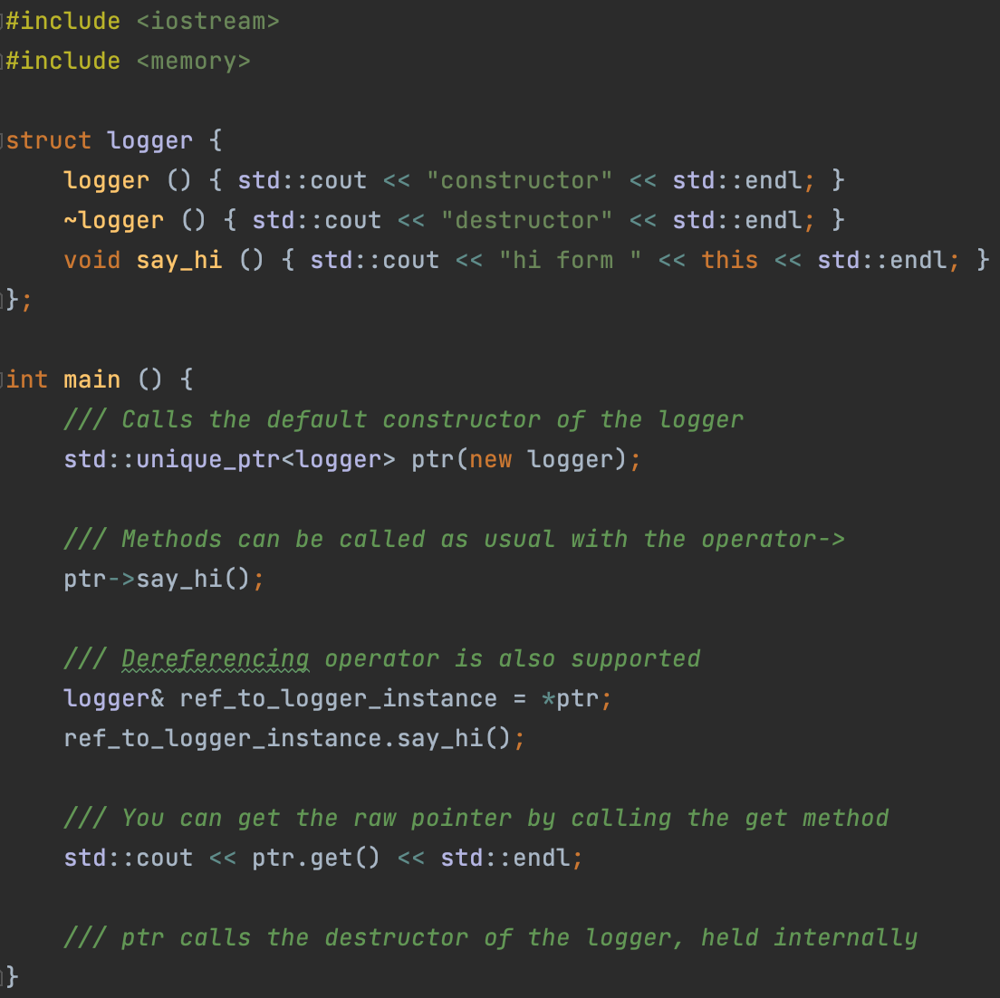 #include <iostream>
#include <memory>
struct logger {
logger () { std::cout << "constructor" << std::endl; }
~logger () { std::cout << "destructor" << std::endl; }
void say_hi () { std::cout << "hi form " << this << std::endl; }
};
int main () {
/// Calls the default constructor of the logger
std::unique_ptr<logger> ptr(new logger);
/// Methods can be called as usual with the operator->
ptr->say_hi();
/// Dereferencing operator is also supported
logger& ref_to_logger_instance = *ptr;
ref_to_logger_instance.say_hi();
/// You can get the raw pointer by calling the get method
std::cout << ptr.get() << std::endl;
/// ptr calls the destructor of the logger, held internally
}